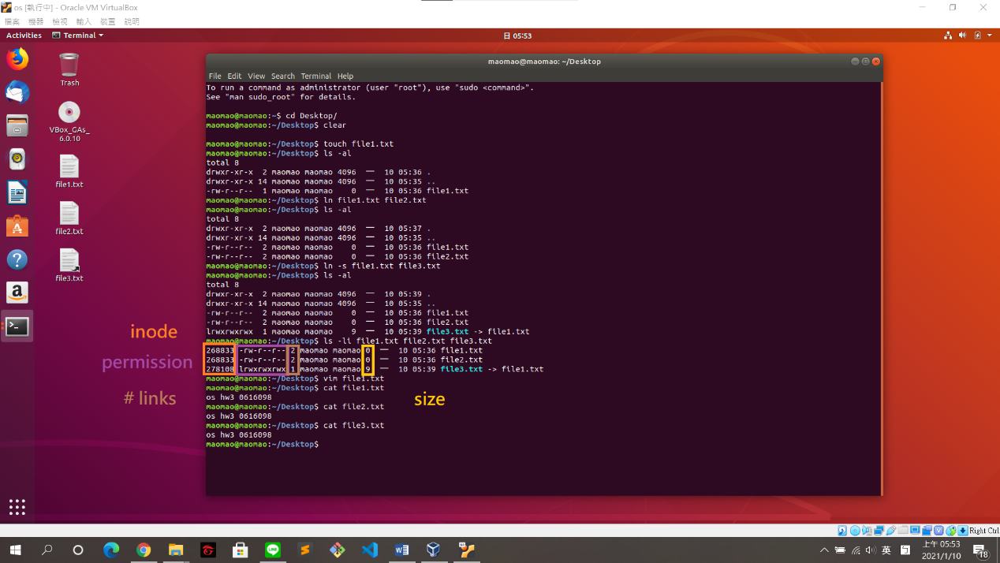 os [執行中] - Oracle VM VirtualBox
檔案 機器 檢視 輸入 裝置 說明
Activities Terminal 日 05:53
Trash
VBox_GAs_
6.0.10
file1.txt
file2.txt
file3.txt
maomao@maomao: ~/Desktop
File Edit View Search Terminal Help
To run a command as administrator (user "root"), use "sudo <command>".
See "man sudo_root" for details.
maomao@maomao:~$ cd Desktop/
maomao@maomao:~/Desktop$ clear
maomao@maomao:~/Desktop$ touch file1.txt
maomao@maomao:~/Desktop$ ls -al
total 8
drwxr-xr-x 2 maomao maomao 4096 一 10 05:36 .
drwxr-xr-x 14 maomao maomao 4096 一 10 05:35 ..
-rw-r--r-- 1 maomao maomao 0 一 10 05:36 file1.txt
maomao@maomao:~/Desktop$ ln file1.txt file2.txt
maomao@maomao:~/Desktop$ ls -al
total 8
drwxr-xr-x 2 maomao maomao 4096 一 10 05:37 .
drwxr-xr-x 14 maomao maomao 4096 一 10 05:35 ..
-rw-r--r-- 2 maomao maomao 0 一 10 05:36 file1.txt
-rw-r--r-- 2 maomao maomao 0 一 10 05:36 file2.txt
maomao@maomao:~/Desktop$ ln -s file1.txt file3.txt
maomao@maomao:~/Desktop$ ls -al
total 8
drwxr-xr-x 2 maomao maomao 4096 一 10 05:39 .
drwxr-xr-x 14 maomao maomao 4096 一 10 05:35 ..
-rw-r--r-- 2 maomao maomao 0 一 10 05:36 file1.txt
-rw-r--r-- 2 maomao maomao 0 一 10 05:36 file2.txt
lrwxrwxrwx 1 maomao maomao 9 一 10 05:39 file3.txt -> file1.txt
maomao@maomao:~/Desktop$ ls -li file1.txt file2.txt file3.txt
268833 -rw-r--r-- 2 maomao maomao 0 一 10 05:36 file1.txt
268833 -rw-r--r-- 2 maomao maomao 0 一 10 05:36 file2.txt
278108 lrwxrwxrwx 1 maomao maomao 9 一 10 05:39 file3.txt -> file1.txt
maomao@maomao:~/Desktop$ vim file1.txt
maomao@maomao:~/Desktop$ cat file1.txt
os hw3 0616098
maomao@maomao:~/Desktop$ cat file2.txt
os hw3 0616098
maomao@maomao:~/Desktop$ cat file3.txt
os hw3 0616098
maomao@maomao:~/Desktop$
inode
permission
# links
size
Right Ctrl
英
上午 05:53
2021/1/10
18